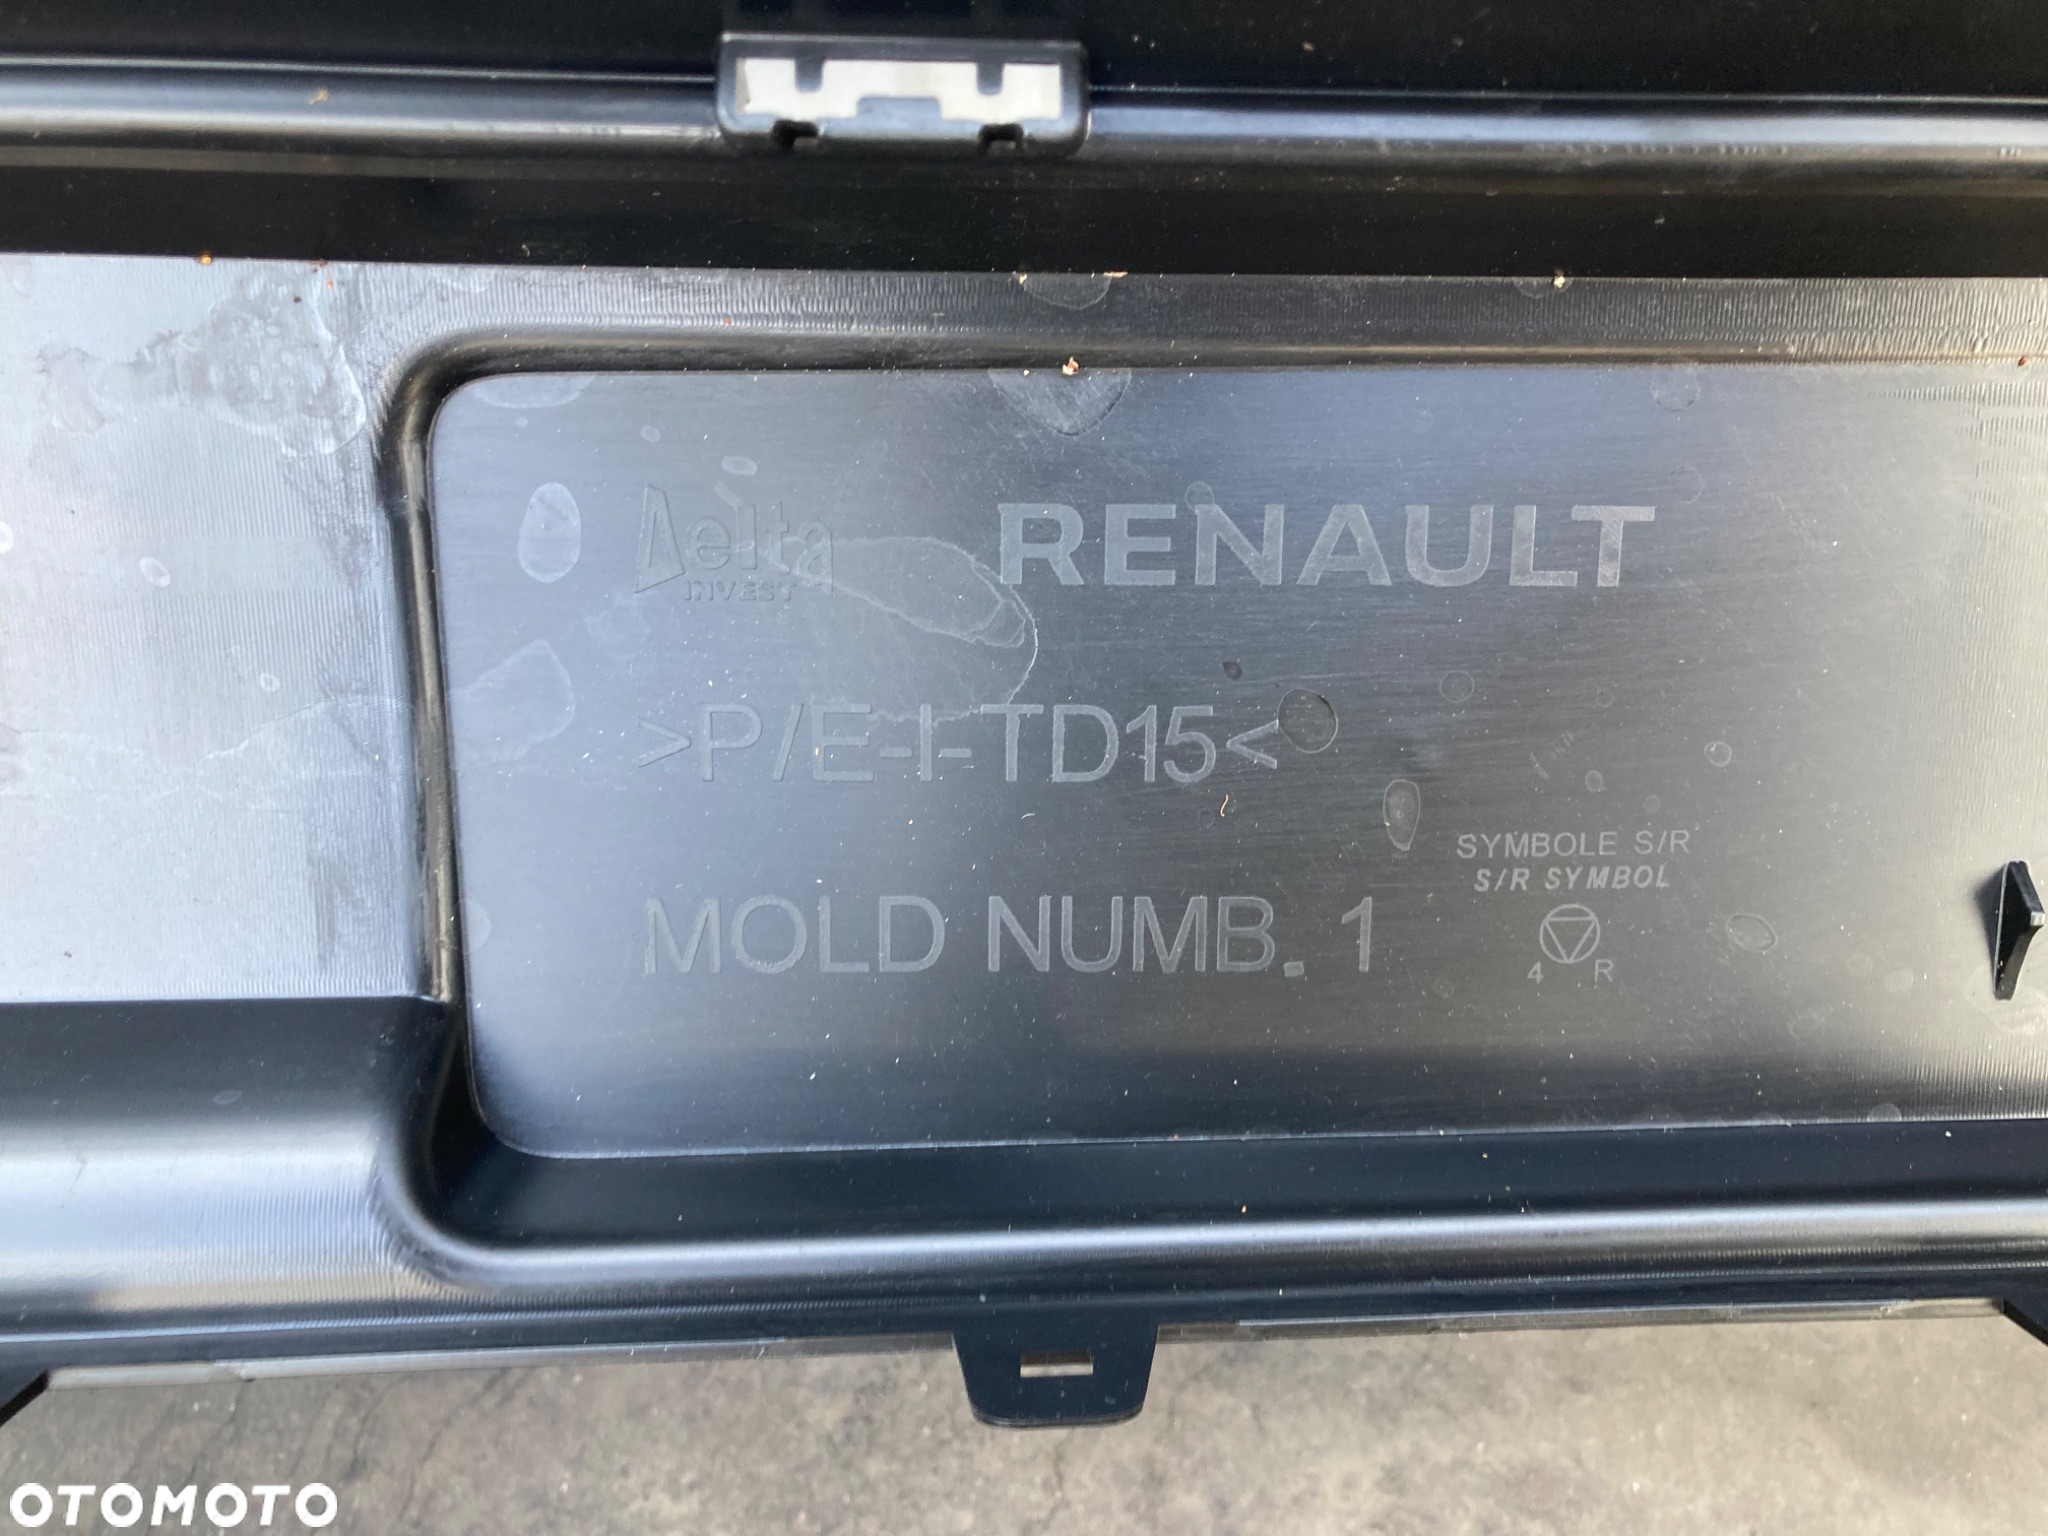 Delta RENAULT
INVEST
>P/E-I-TD15<
SYMBOLE S/R
S/R SYMBOL
MOLD NUMB. 1
4 R
OTOMOTO